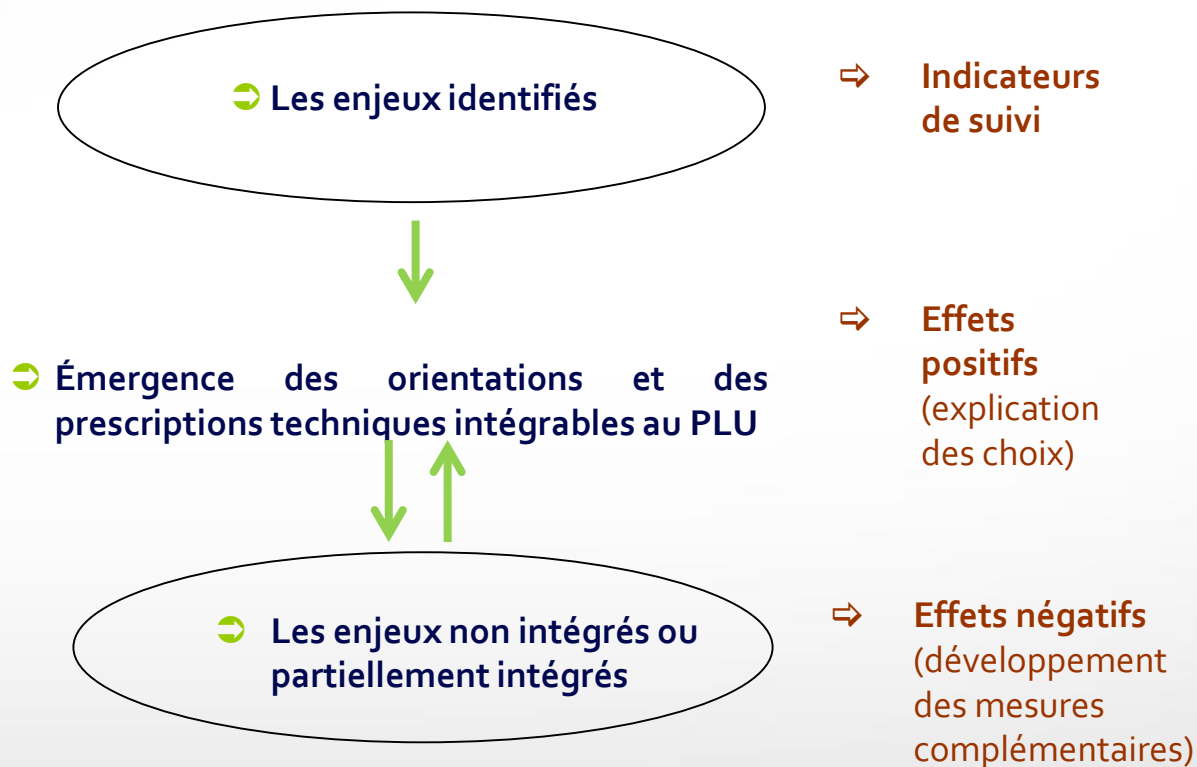 Les enjeux identifiés
Indicateurs
de suivi
Émergence des orientations et des
prescriptions techniques intégrables au PLU
Effets
positifs
(explication
des choix)
Les enjeux non intégrés ou
partiellement intégrés
Effets négatifs
(développement
des mesures
complémentaires)